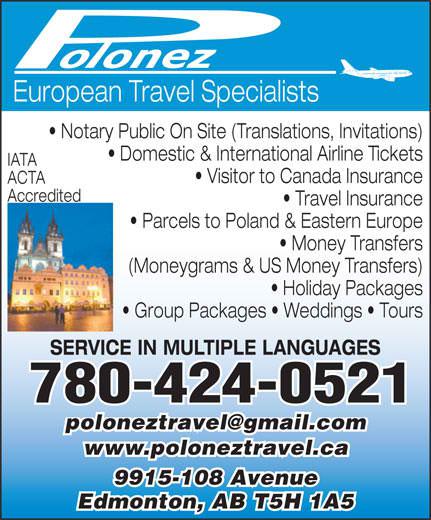 Polonez
European Travel Specialists
• Notary Public On Site (Translations, Invitations)
• Domestic & International Airline Tickets
IATA
ACTA
Accredited
• Visitor to Canada Insurance
• Travel Insurance
• Parcels to Poland & Eastern Europe
• Money Transfers
(Moneygrams & US Money Transfers)
• Holiday Packages
• Group Packages • Weddings • Tours
SERVICE IN MULTIPLE LANGUAGES
780-424-0521
poloneztravel@gmail.com
www.poloneztravel.ca
9915-108 Avenue
Edmonton, AB T5H 1A5